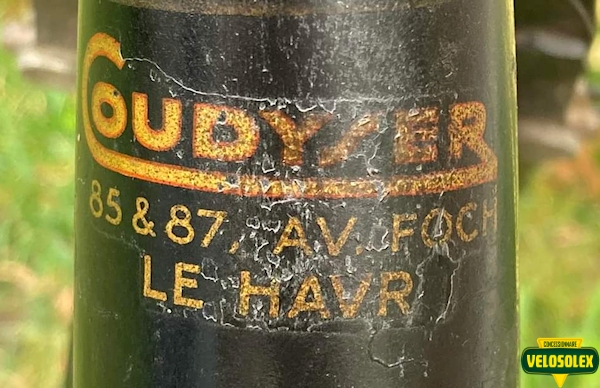 COUDYSER
85 & 87, AV. FOCH
LE HAVR
CONCESSIONNAIRE
VELOSOLEX